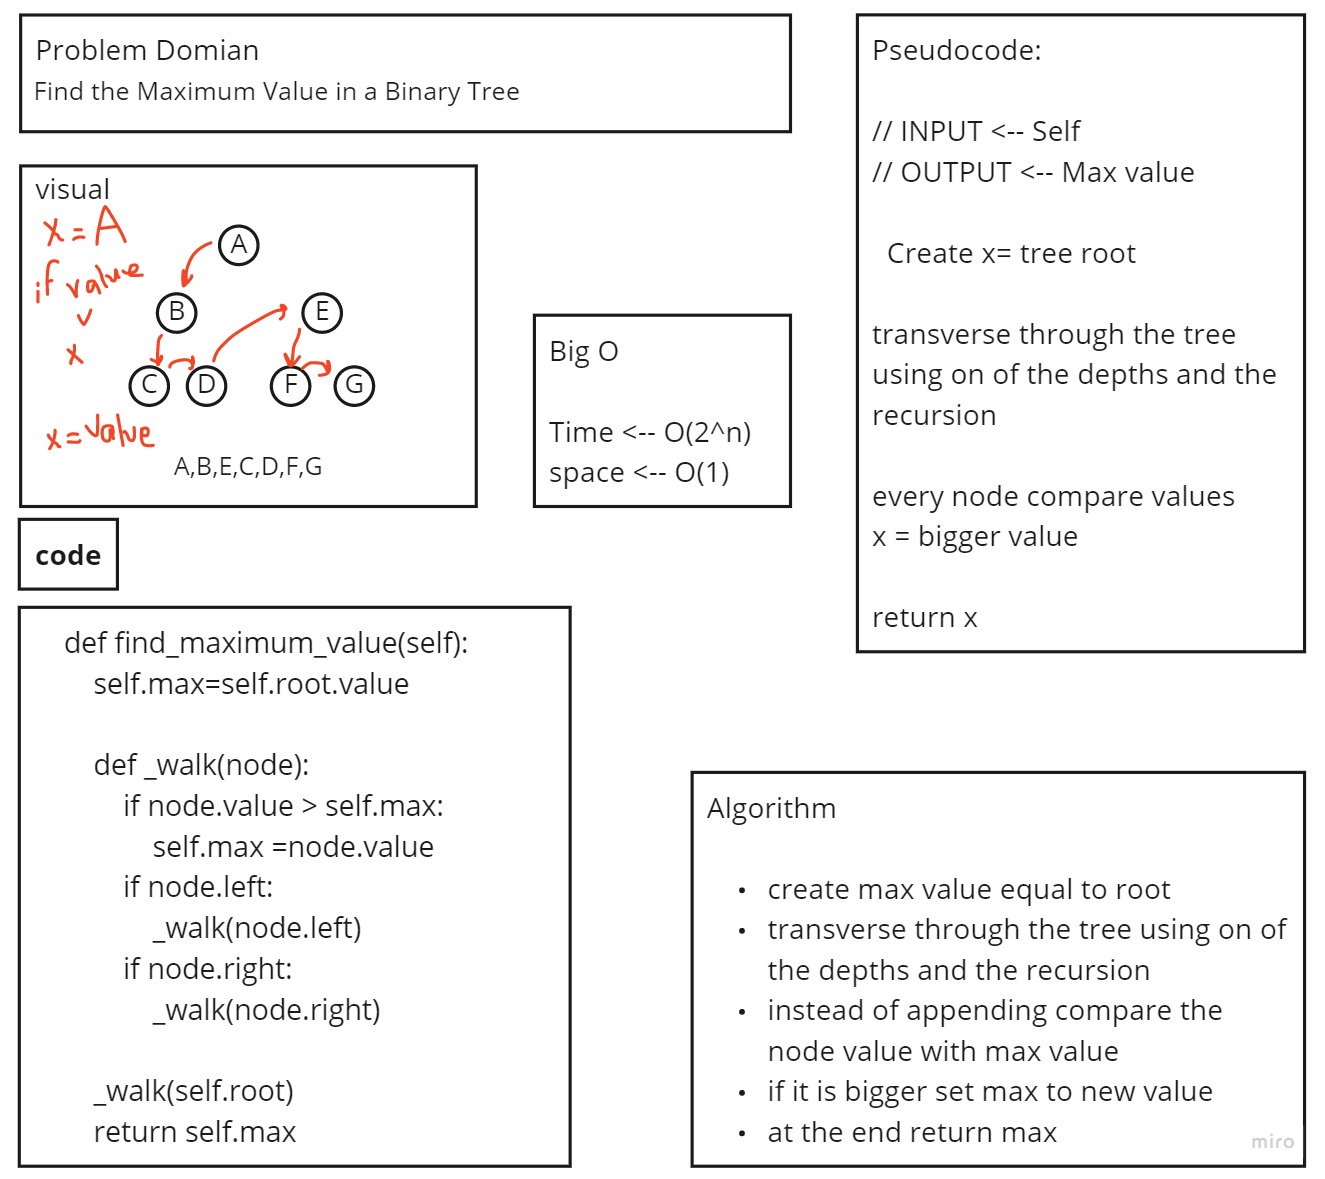 Problem Domian
Find the Maximum Value in a Binary Tree
visual
x = A
if value
x
x = value
A
B
E
C
D
F
G
A,B,E,C,D,F,G
Big O
Time <-- O(2^n)
space <-- O(1)
Pseudocode:
// INPUT <-- Self
// OUTPUT <-- Max value
Create x= tree root
transverse through the tree
using on of the depths and the
recursion
every node compare values
x = bigger value
return x
code
def find_maximum_value(self):
self.max=self.root.value
def _walk(node):
if node.value > self.max:
self.max =node.value
if node.left:
_walk(node.left)
if node.right:
_walk(node.right)
_walk(self.root)
return self.max
Algorithm
• create max value equal to root
• transverse through the tree using on of
the depths and the recursion
• instead of appending compare the
node value with max value
• if it is bigger set max to new value
• at the end return max
miro